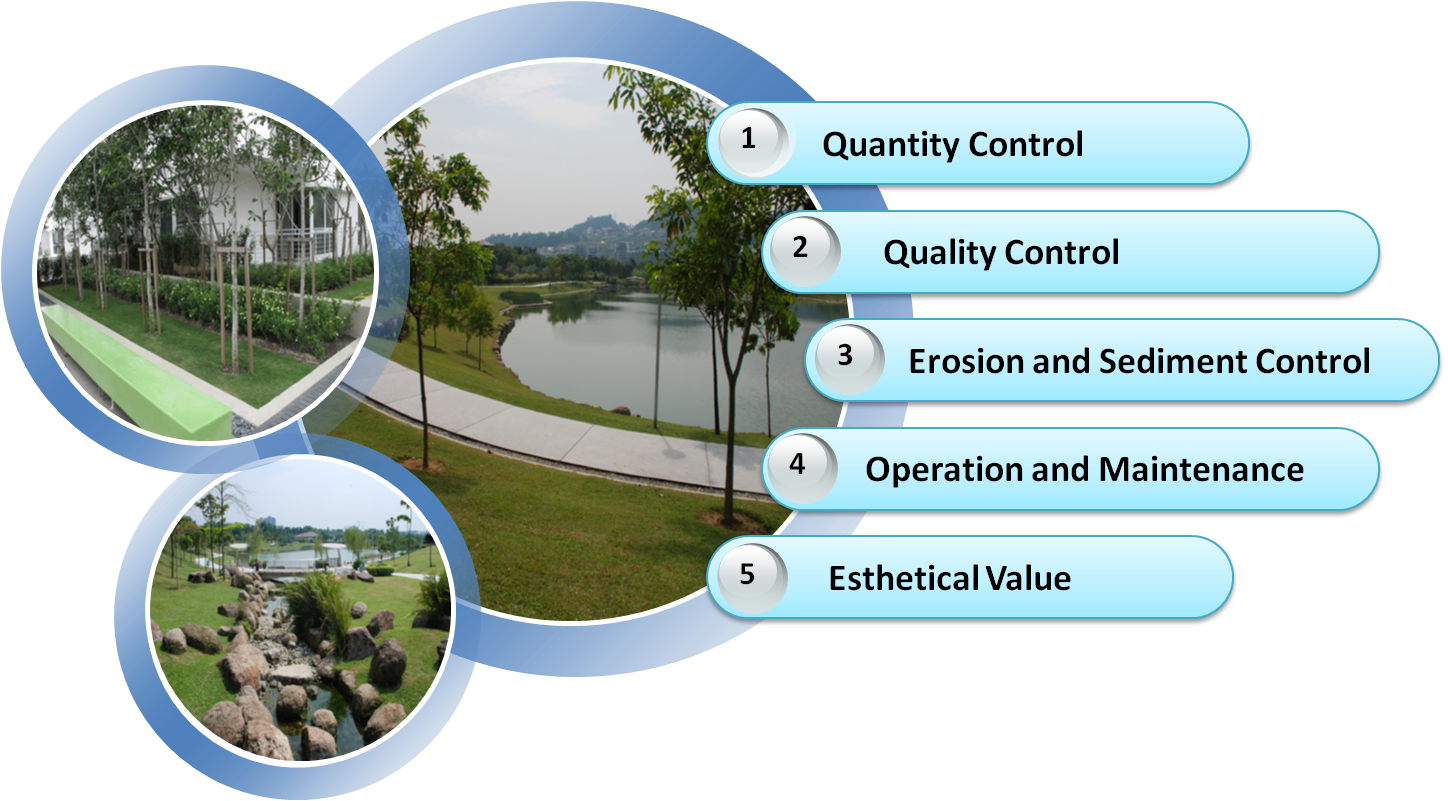 1 Quantity Control
2 Quality Control
3 Erosion and Sediment Control
4 Operation and Maintenance
5 Esthetical Value